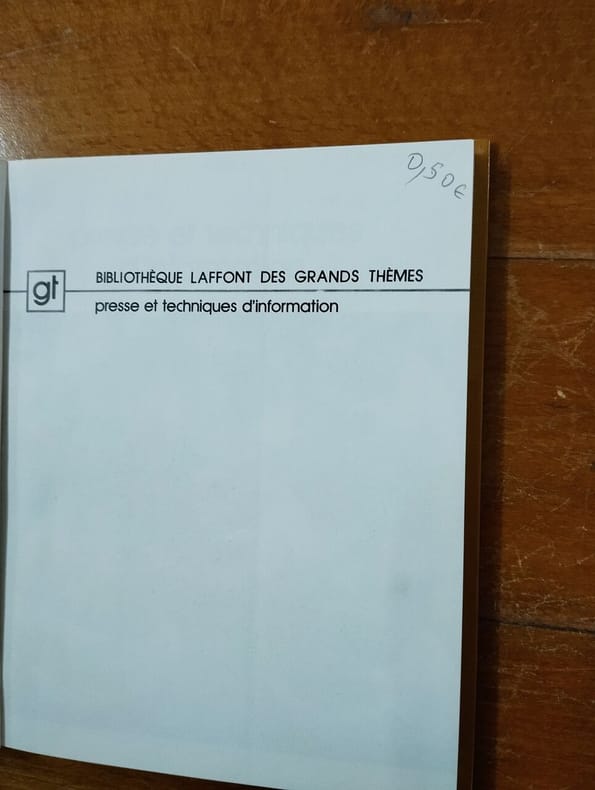 0,50€
BIBLIOTHÈQUE LAFFONT DES GRANDS THÈMES
gt
presse et techniques d'information